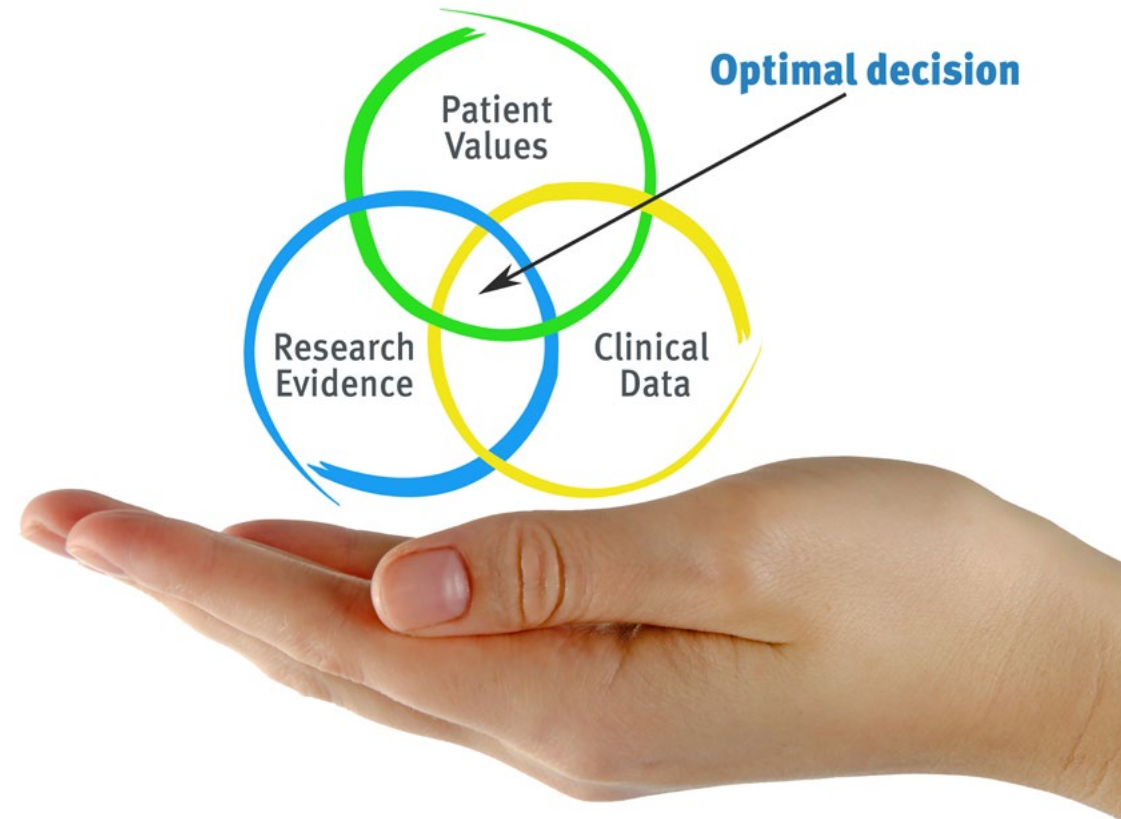 Optimal decision
Patient
Values
Research
Evidence
Clinical
Data